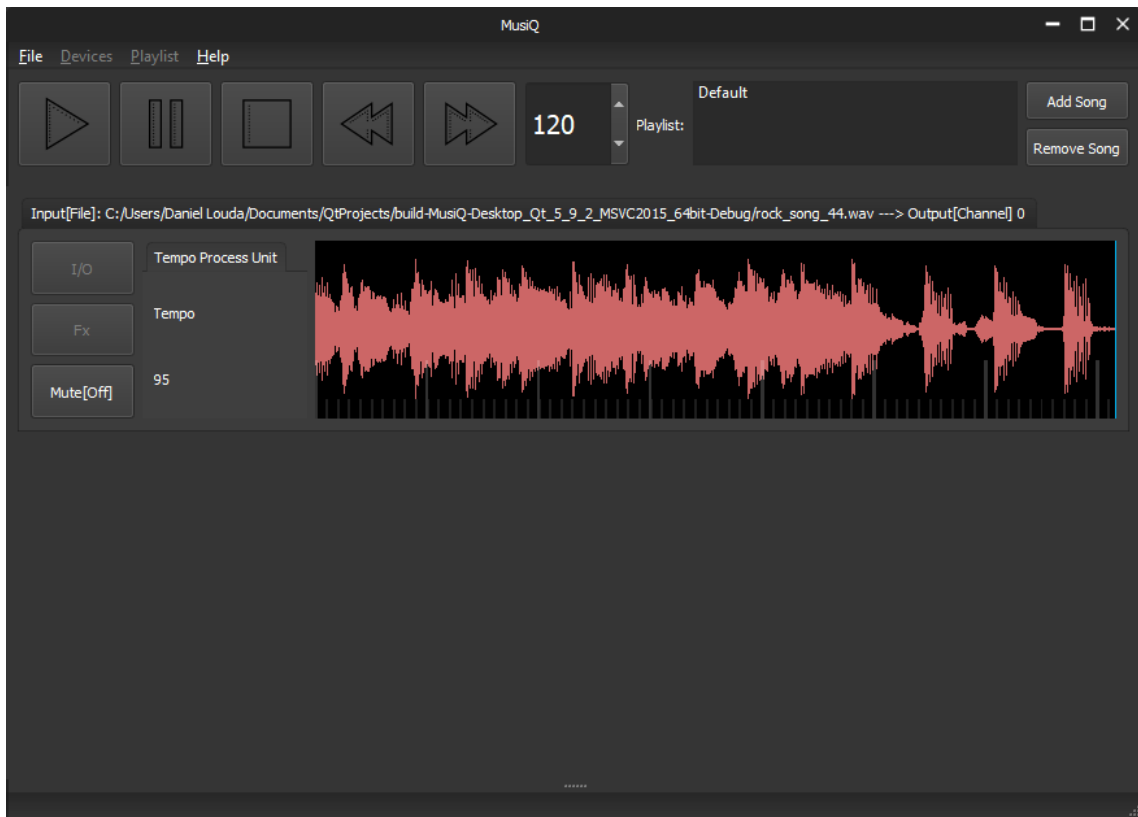 MusiQ
File Devices Playlist Help
120
Playlist:
Default
Add Song
Remove Song
Input[File]: C:/Users/Daniel Louda/Documents/QtProjects/build-MusiQ-Desktop_Qt_5_9_2_MSVC2015_64bit-Debug/rock_song_44.wav ---> Output[Channel] 0
I/O
Fx
Mute[Off]
Tempo Process Unit
Tempo
95